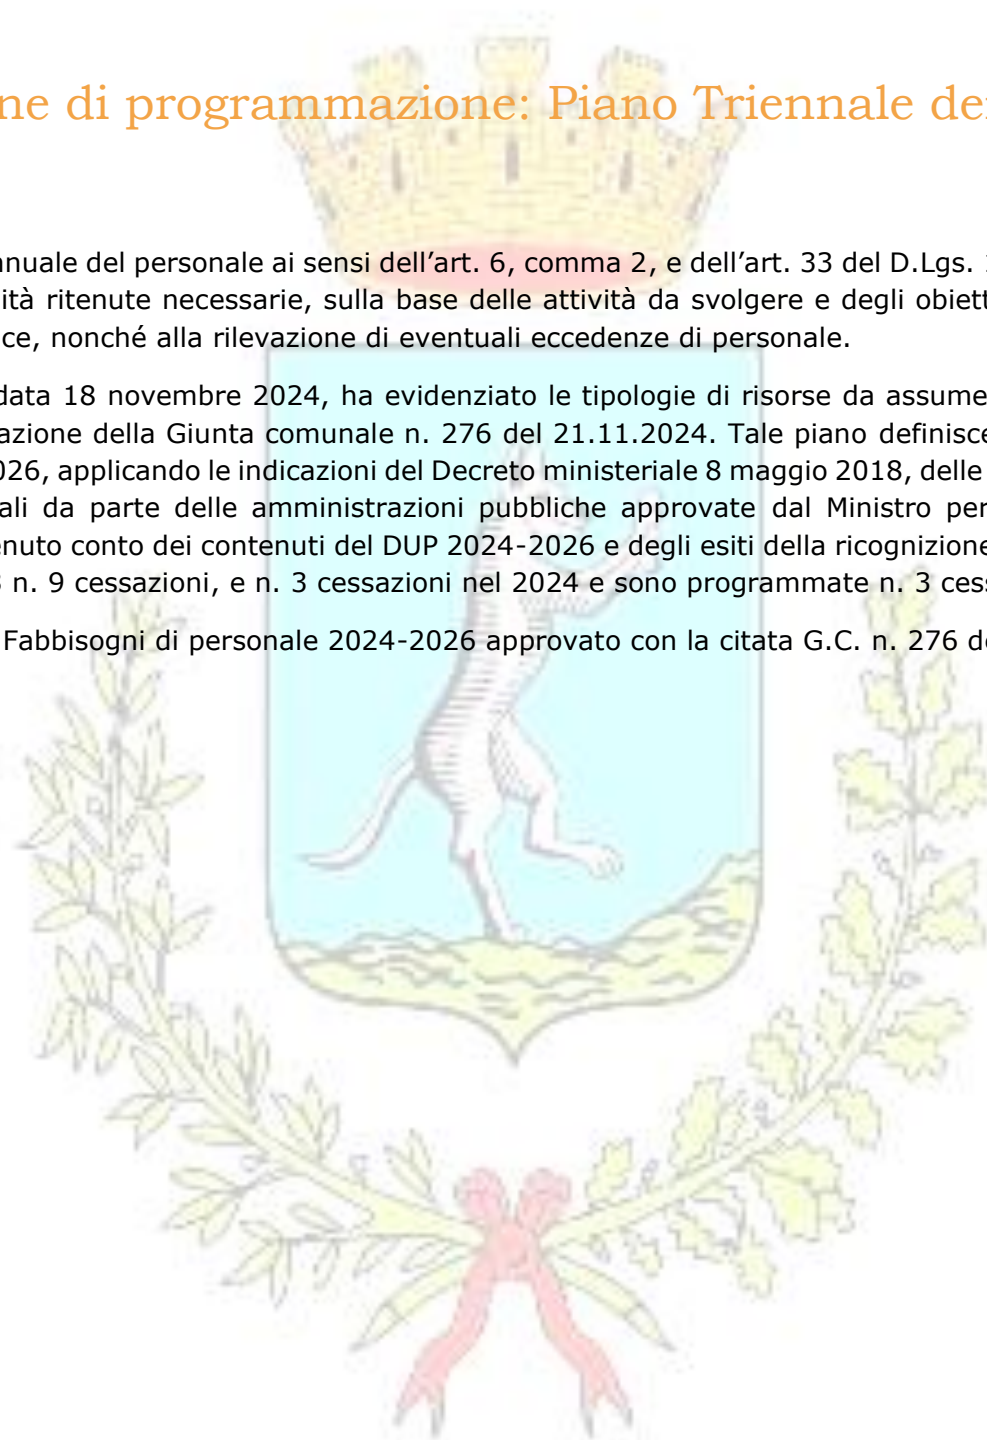 ne di programmazione: Piano Triennale dei
nnuale del personale ai sensi dell’art. 6, comma 2, e dell’art. 33 del D.Lgs.
ità ritenute necessarie, sulla base delle attività da svolgere e degli obiett
ce, nonché alla rilevazione di eventuali eccedenze di personale.
data 18 novembre 2024, ha evidenziato le tipologie di risorse da assume
azione della Giunta comunale n. 276 del 21.11.2024. Tale piano definisce
026, applicando le indicazioni del Decreto ministeriale 8 maggio 2018, delle
ali da parte delle amministrazioni pubbliche approvate dal Ministro per
enuto conto dei contenuti del DUP 2024-2026 e degli esiti della ricognizione
n. 9 cessazioni, e n. 3 cessazioni nel 2024 e sono programmate n. 3 cess
Fabbisogni di personale 2024-2026 approvato con la citata G.C. n. 276 de